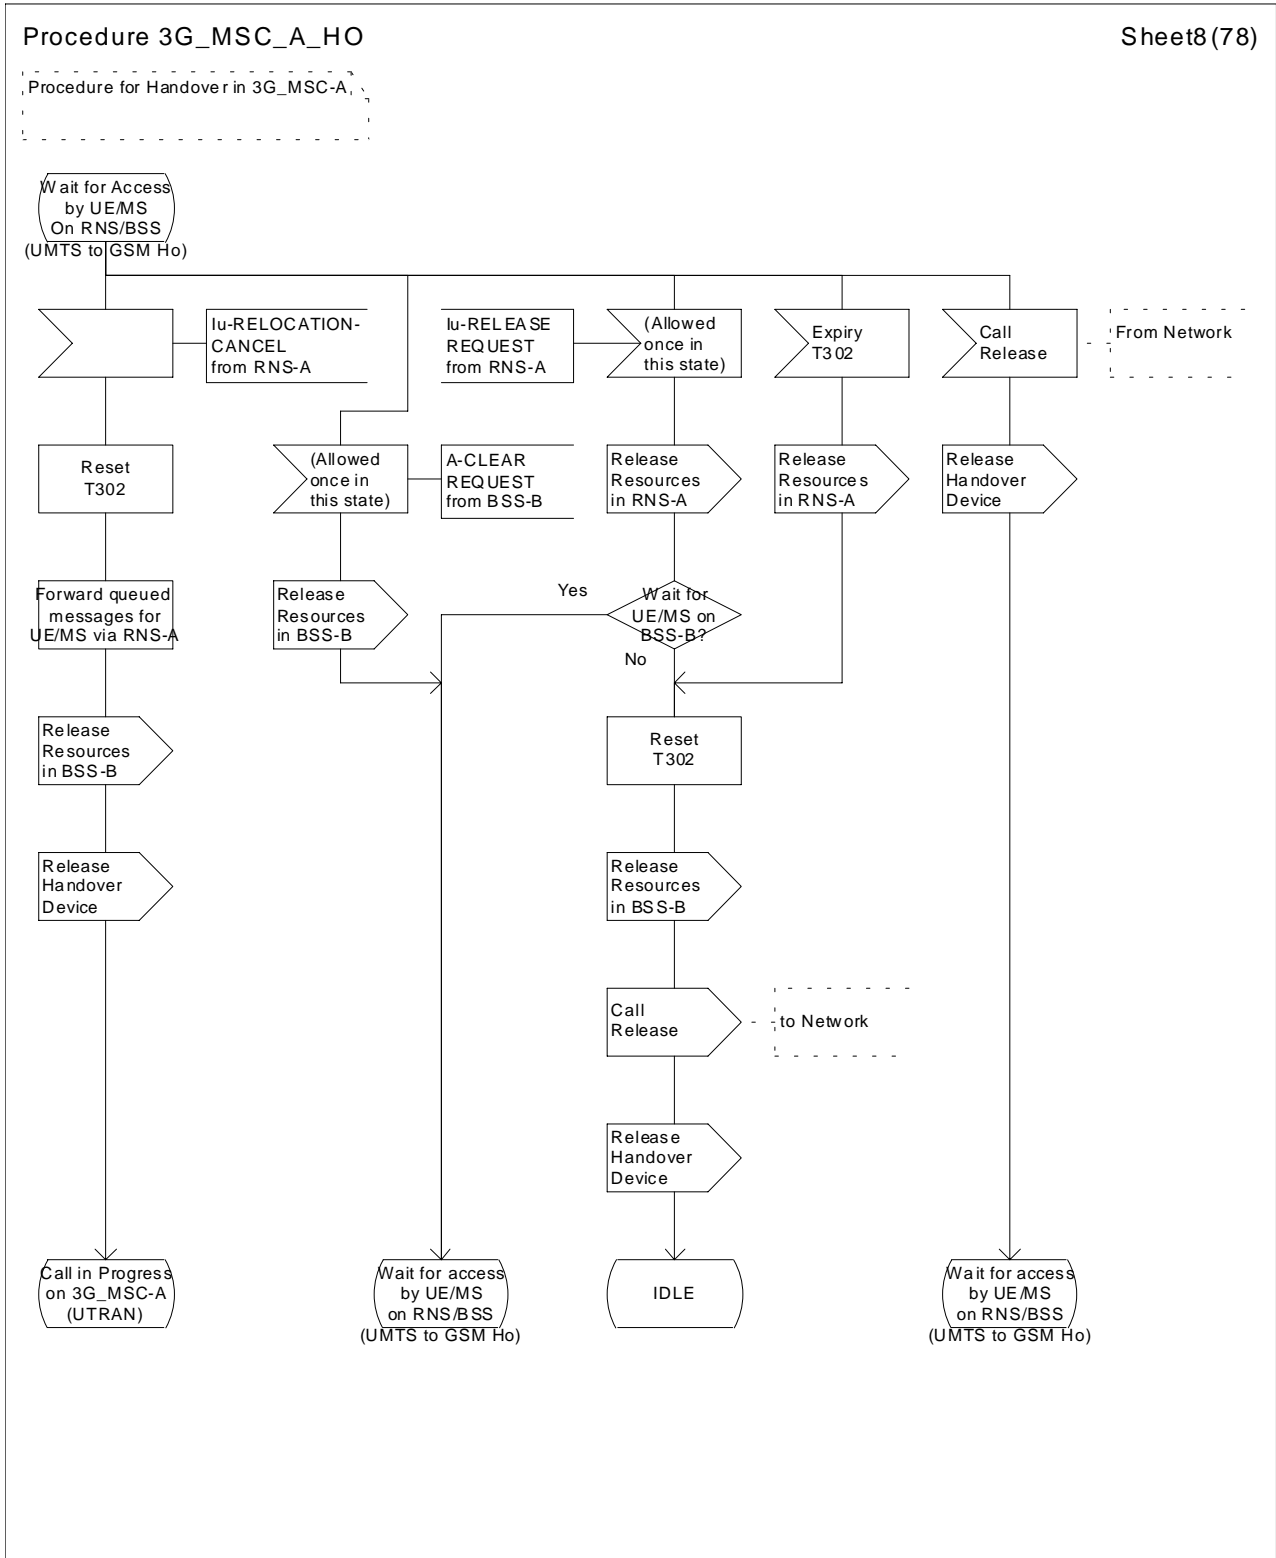 Procedure 3G_MSC_A_HO
Sheet8(78)
Procedure for Handover in 3G_MSC-A
Wait for Access
by UE/MS
On RNS/BSS
(UMTS to GSM Ho)
Iu-RELOCATION-
CANCEL
from RNS-A
Iu-RELEASE
REQUEST
from RNS-A
(Allowed
once in
this state)
Expiry
T302
Call
Release
From Network
Reset
T302
(Allowed
once in
this state)
A-CLEAR
REQUEST
from BSS-B
Release
Resources
in RNS-A
Release
Resources
in RNS-A
Release
Handover
Device
Forward queued
messages for
UE/MS via RNS-A
Release
Resources
in BSS-B
Yes
Wait for
UE/MS on
BSS-B?
No
Release
Resources
in BSS-B
Reset
T302
Release
Handover
Device
Release
Resources
in BSS-B
Call
Release
to Network
Release
Handover
Device
Call in Progress
on 3G_MSC-A
(UTRAN)
Wait for access
by UE/MS
on RNS/BSS
(UMTS to GSM Ho)
IDLE
Wait for access
by UE/MS
on RNS/BSS
(UMTS to GSM Ho)